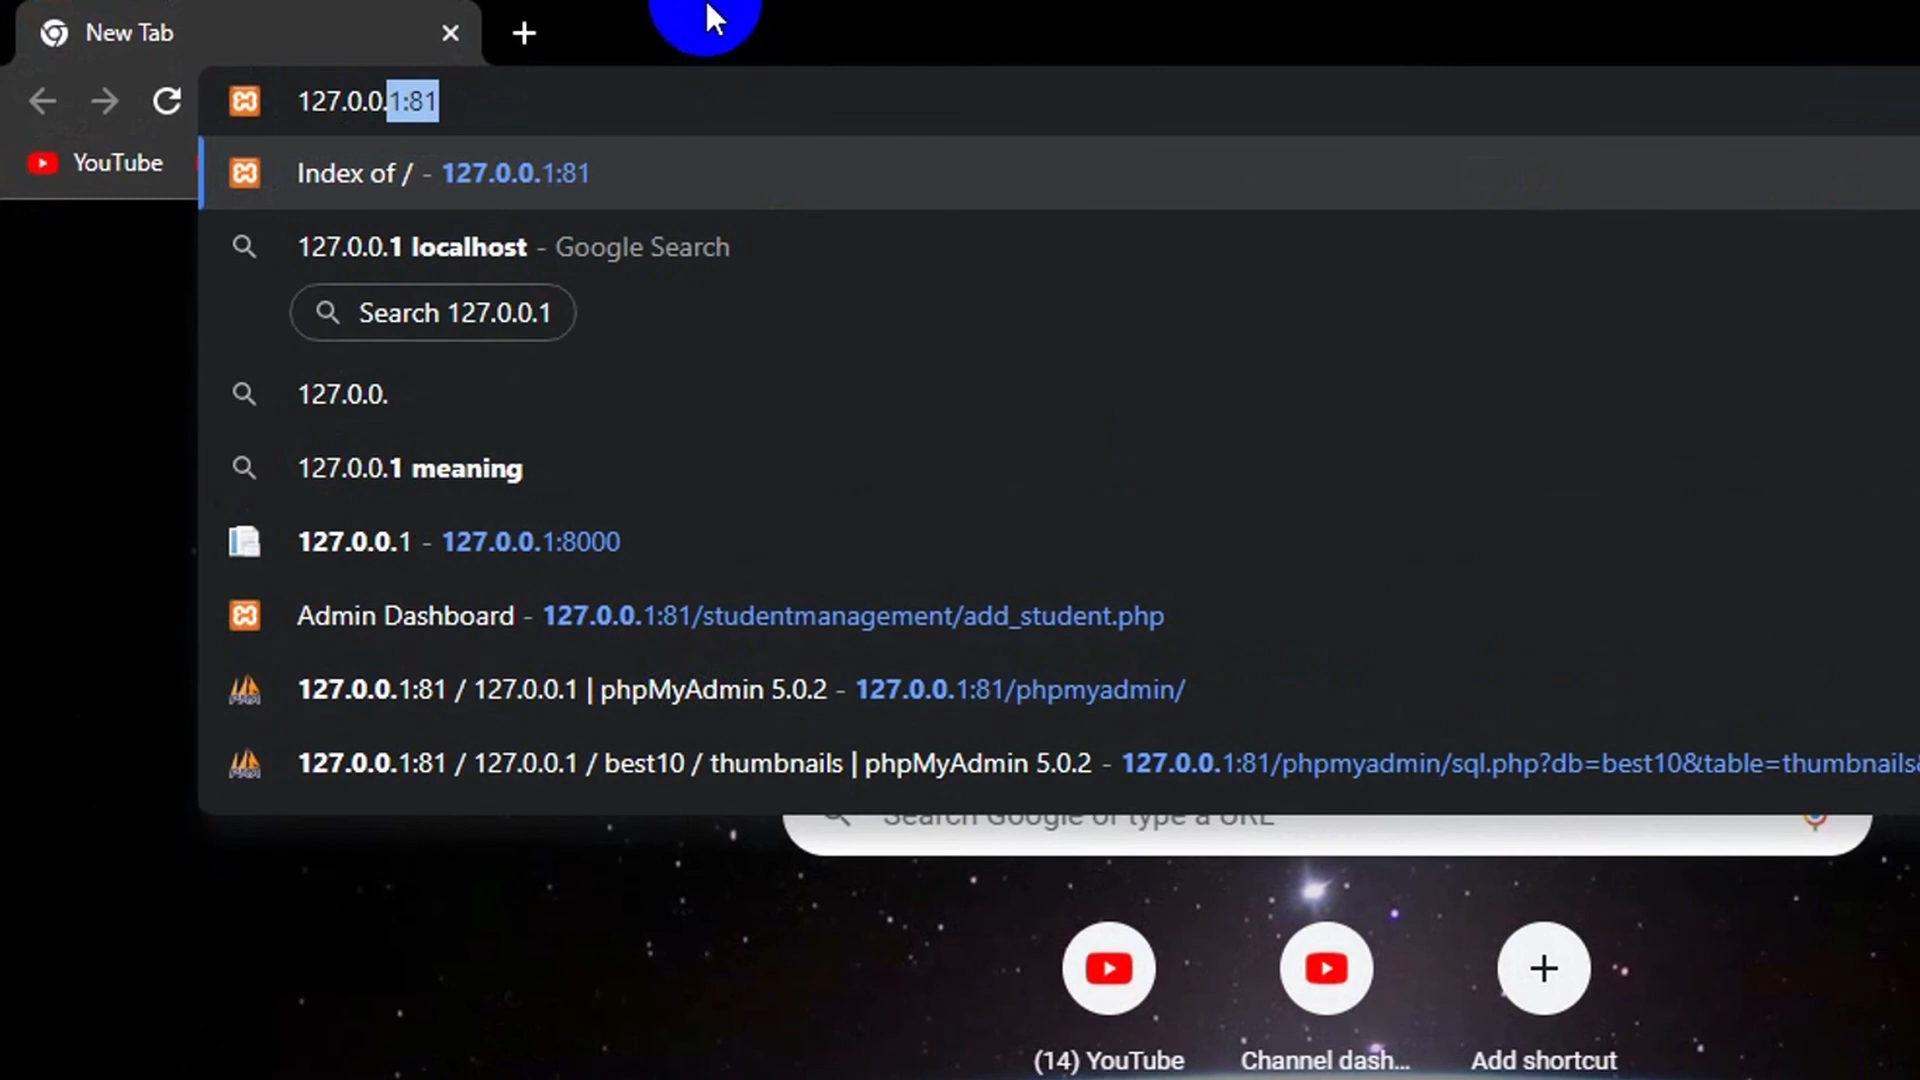 New Tab
127.0.0.1:81
YouTube
Index of / - 127.0.0.1:81
127.0.0.1 localhost - Google Search
Search 127.0.0.1
127.0.0.
127.0.0.1 meaning
127.0.0.1 - 127.0.0.1:8000
Admin Dashboard - 127.0.0.1:81/studentmanagement/add_student.php
127.0.0.1:81 / 127.0.0.1 | phpMyAdmin 5.0.2 - 127.0.0.1:81/phpmyadmin/
127.0.0.1:81 / 127.0.0.1 / best10 / thumbnails | phpMyAdmin 5.0.2 - 127.0.0.1:81/phpmyadmin/sql.php?db=best10&table=thumbnails&
Search Google or type a URL
(14) YouTube
Channel dash...
Add shortcut